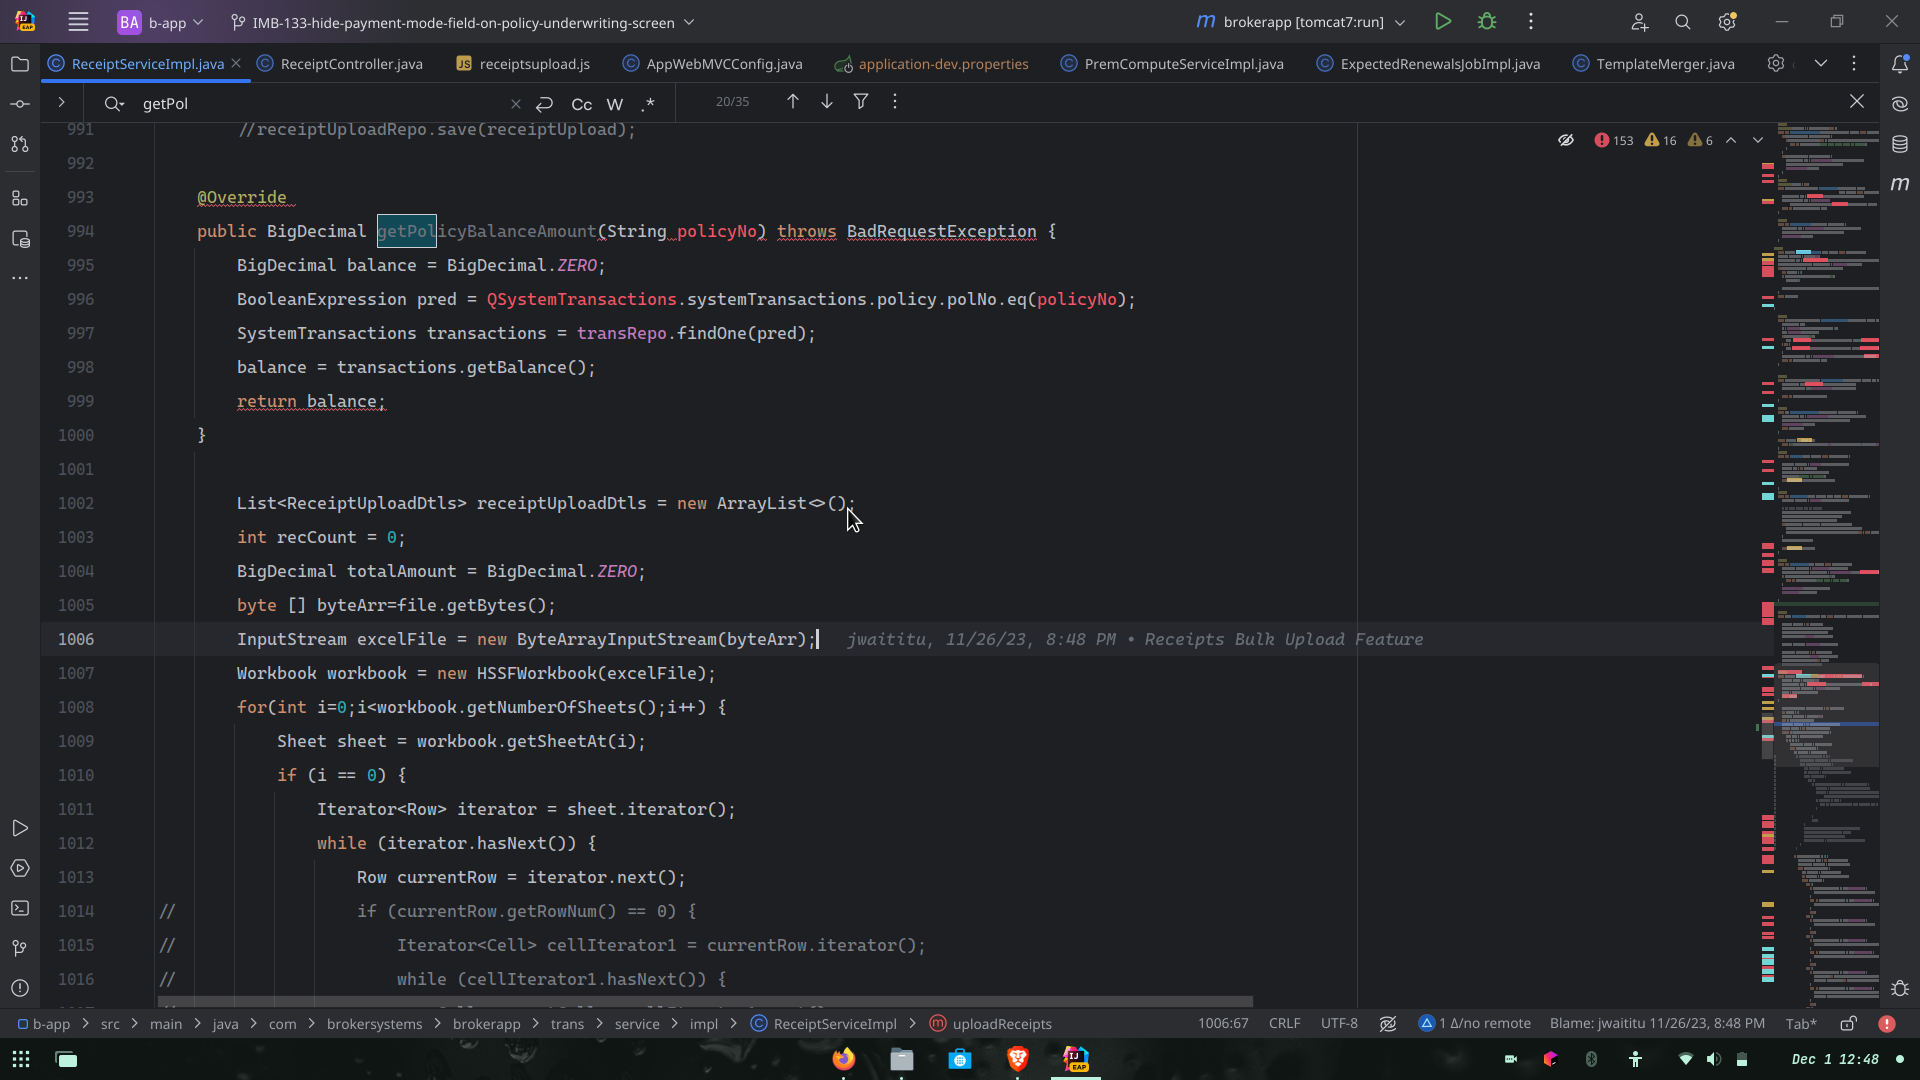 BA b-app IMB-133-hide-payment-mode-field-on-policy-underwriting-screen m brokerapp [tomcat7:run]
ReceiptServiceImpl.java ReceiptController.java JS receiptsupload.js AppWebMVCConfig.java application-dev.properties PremComputeServiceImpl.java ExpectedRenewalsJobImpl.java TemplateMerger.java
getPol Cc W .* 20/35
153 16 6
991 //receiptUploadRepo.save(receiptUpload);
992
993 @Override
994 public BigDecimal getPolicyBalanceAmount(String policyNo) throws BadRequestException {
995 BigDecimal balance = BigDecimal.ZERO;
996 BooleanExpression pred = QSystemTransactions.systemTransactions.policy.polNo.eq(policyNo);
997 SystemTransactions transactions = transRepo.findOne(pred);
998 balance = transactions.getBalance();
999 return balance;
1000 }
1001
1002 List<ReceiptUploadDtls> receiptUploadDtls = new ArrayList<>();
1003 int recCount = 0;
1004 BigDecimal totalAmount = BigDecimal.ZERO;
1005 byte [] byteArr=file.getBytes();
1006 InputStream excelFile = new ByteArrayInputStream(byteArr); jwaititu, 11/26/23, 8:48 PM • Receipts Bulk Upload Feature
1007 Workbook workbook = new HSSFWorkbook(excelFile);
1008 for(int i=0;i<workbook.getNumberOfSheets();i++) {
1009 Sheet sheet = workbook.getSheetAt(i);
1010 if (i == 0) {
1011 Iterator<Row> iterator = sheet.iterator();
1012 while (iterator.hasNext()) {
1013 Row currentRow = iterator.next();
1014 // if (currentRow.getRowNum() == 0) {
1015 // Iterator<Cell> cellIterator1 = currentRow.iterator();
1016 // while (cellIterator1.hasNext()) {
b-app > src > main > java > com > brokersystems > brokerapp > trans > service > impl > ReceiptServiceImpl > uploadReceipts 1006:67 CRLF UTF-8 1 Δ/no remote Blame: jwaititu 11/26/23, 8:48 PM Tab*
Dec 1 12:48